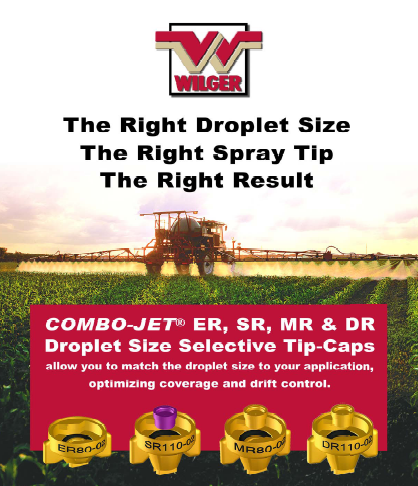 WILGER
The Right Droplet Size
The Right Spray Tip
The Right Result
COMBO-JET® ER, SR, MR & DR
Droplet Size Selective Tip-Caps
allow you to match the droplet size to your application,
optimizing coverage and drift control.
ER80-02 SR110-02 MR80-02 DR110-02